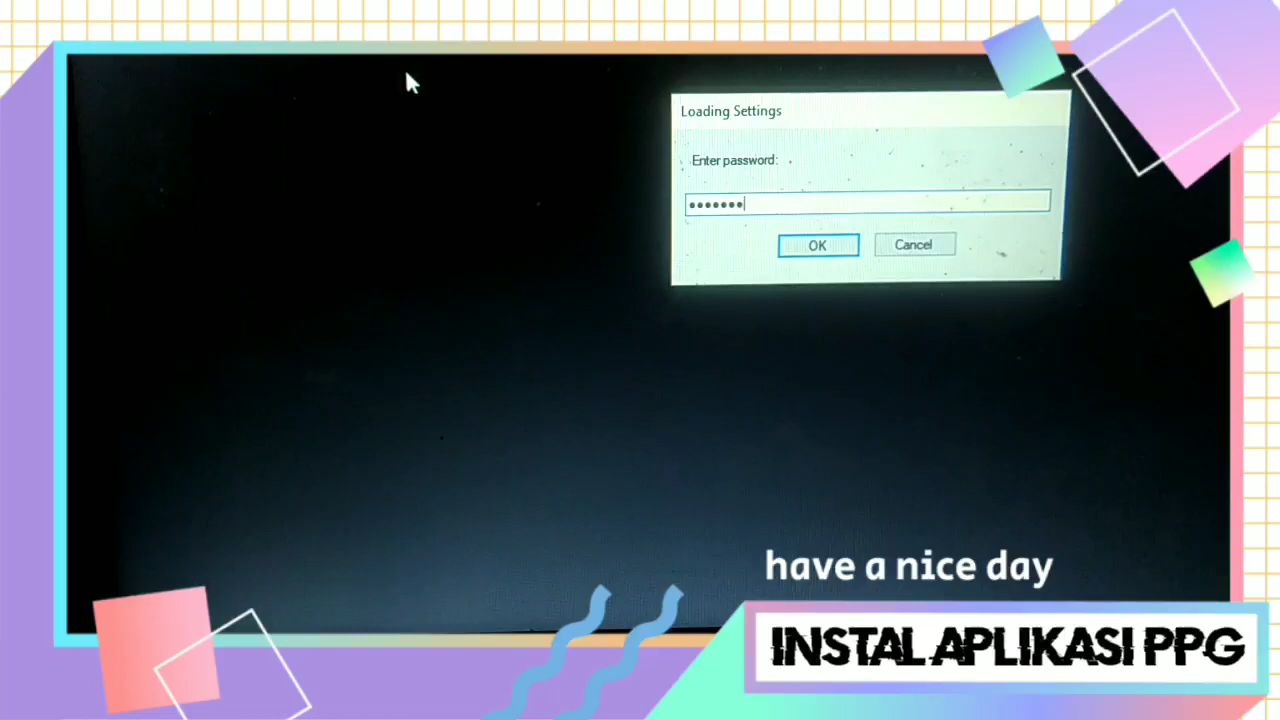 Loading Settings
Enter password:
•••••••
OK
Cancel
have a nice day
INSTAL APLIKASI PPG